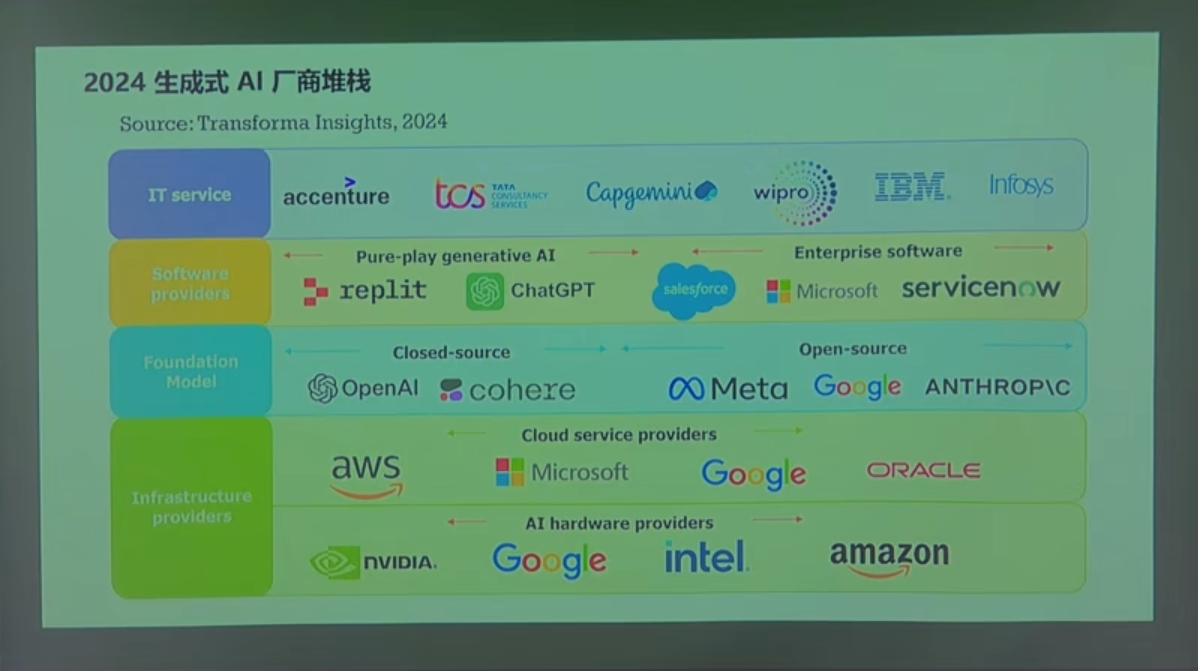 2024 生成式 AI 厂商堆栈
Source: Transforma Insights, 2024
IT service
accenture
tcs TATA CONSULTANCY SERVICES
Capgemini
wipro
IBM
Infosys
Software providers
Pure-play generative AI
Enterprise software
replit
ChatGPT
salesforce
Microsoft
servicenow
Foundation Model
Closed-source
Open-source
OpenAI
cohere
Meta
Google
ANTHROP\C
Infrastructure providers
Cloud service providers
aws
Microsoft
Google
ORACLE
AI hardware providers
NVIDIA.
Google
intel.
amazon